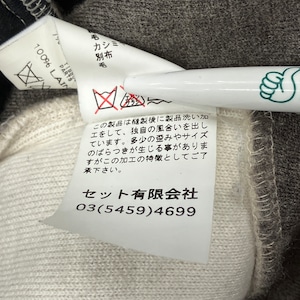 100% LAM
毛
カシミ
別布
毛
この製品は縫製後に製品洗い加
工をして、独自の風合いを出し
ています。多少の歪みやサイズ
のばらつきが生じる事がありま
すがこの加工の特徴としてご了
承下さい。
セット有限会社
03(5459)4699